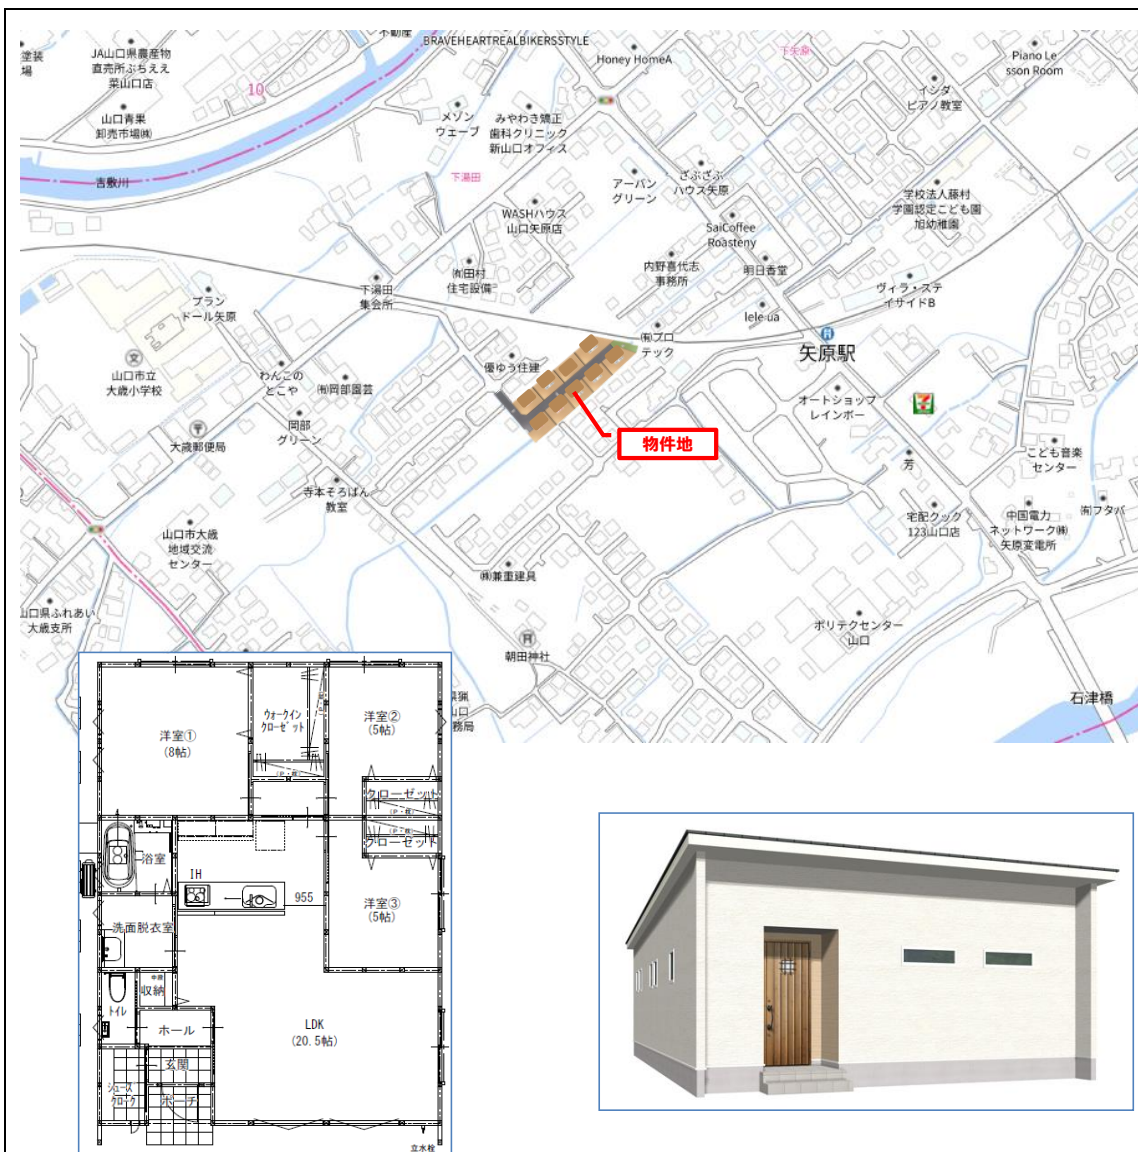 不動産
BRAVEHEARTREALBIKERSSTYLE
下矢原
塗装
場
JA山口県農産物
直売所ぶちええ
菜山口店
Honey HomeA
Piano Le
sson Room
10
山口青果
卸売市場㈱
メゾン
ウェーブ
みやわき矯正
歯科クリニック
新山口オフィス
イシダ
ピアノ教室
吉敷川
下湯田
アーバン
グリーン
ざぶざぶ
ハウス矢原
学校法人藤村
学園認定こども園
旭幼稚園
WASHハウス
山口矢原店
SaiCoffee
Roasteny
㈲田村
住宅設備
内野喜代志
事務所
明日香堂
下湯田
集会所
ヴィラ・ステ
イサイドB
ブラン
ドール矢原
lele ua
㈲プロ
テック
矢原駅
山口市立
大歳小学校
わんこの
とこや
㈲岡部園芸
優ゆう住建
オートショップ
レインボー
大歳郵便局
岡部
グリーン
物件地
芳
こども音楽
センター
寺本そろばん
教室
宅配クック
123山口店
中国電力
ネットワーク㈱
矢原変電所
㈲フタバ
山口市大歳
地域交流
センター
㈱兼重建具
山口県ふれあい
大歳支所
朝田神社
ポリテクセンター
山口
石津橋
県猟
山口
務局
洋室①
(8帖)
ウォークイン
クローゼット
洋室②
(5帖)
クローゼット
クローゼット
浴室
IH
955
洋室③
(5帖)
洗面脱衣室
収納
トイレ
ホール
LDK
(20.5帖)
玄関
シューズ
クローク
ポーチ
立水栓